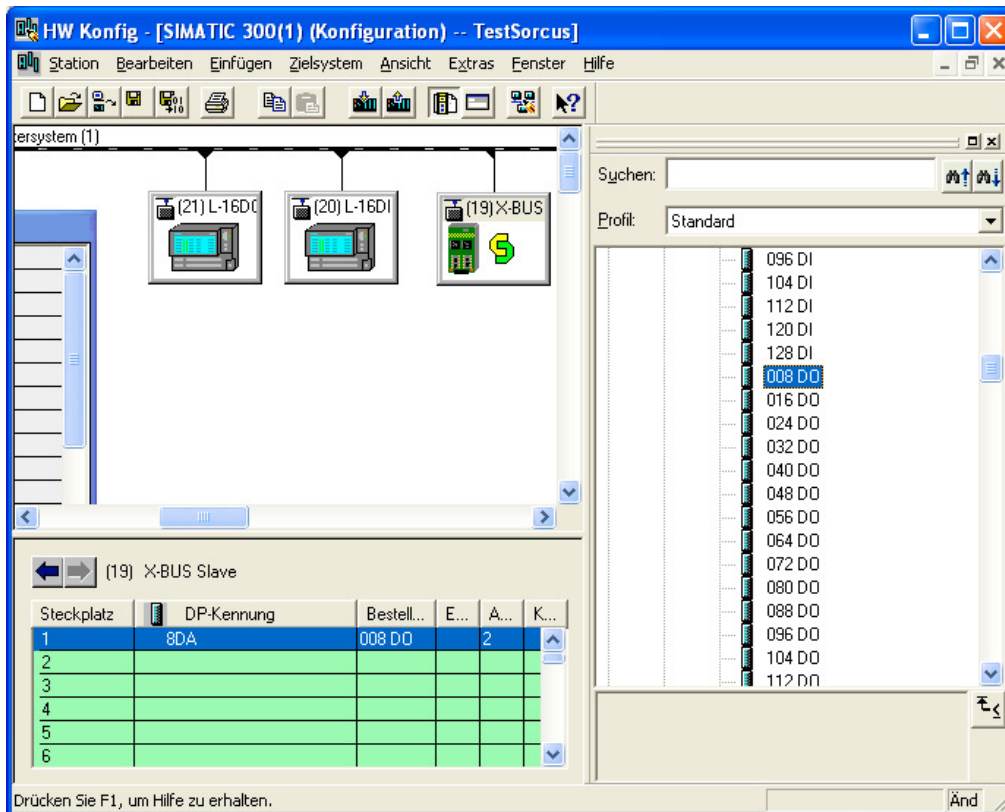 HW Konfig - [SIMATIC 300(1) (Konfiguration) -- TestSorcus]
Station Bearbeiten Einfügen Zielsystem Ansicht Extras Fenster Hilfe
tersystem (1)
(21) L-16DO
(20) L-16DI
(19) X-BUS
Suchen:
Profil: Standard
096 DI
104 DI
112 DI
120 DI
128 DI
008 DO
016 DO
024 DO
032 DO
040 DO
048 DO
056 DO
064 DO
072 DO
080 DO
088 DO
096 DO
104 DO
112 DO
(19) X-BUS Slave
Steckplatz DP-Kennung Bestell... E... A... K...
1 8DA 008 DO 2
2
3
4
5
6
Drücken Sie F1, um Hilfe zu erhalten.
Änd